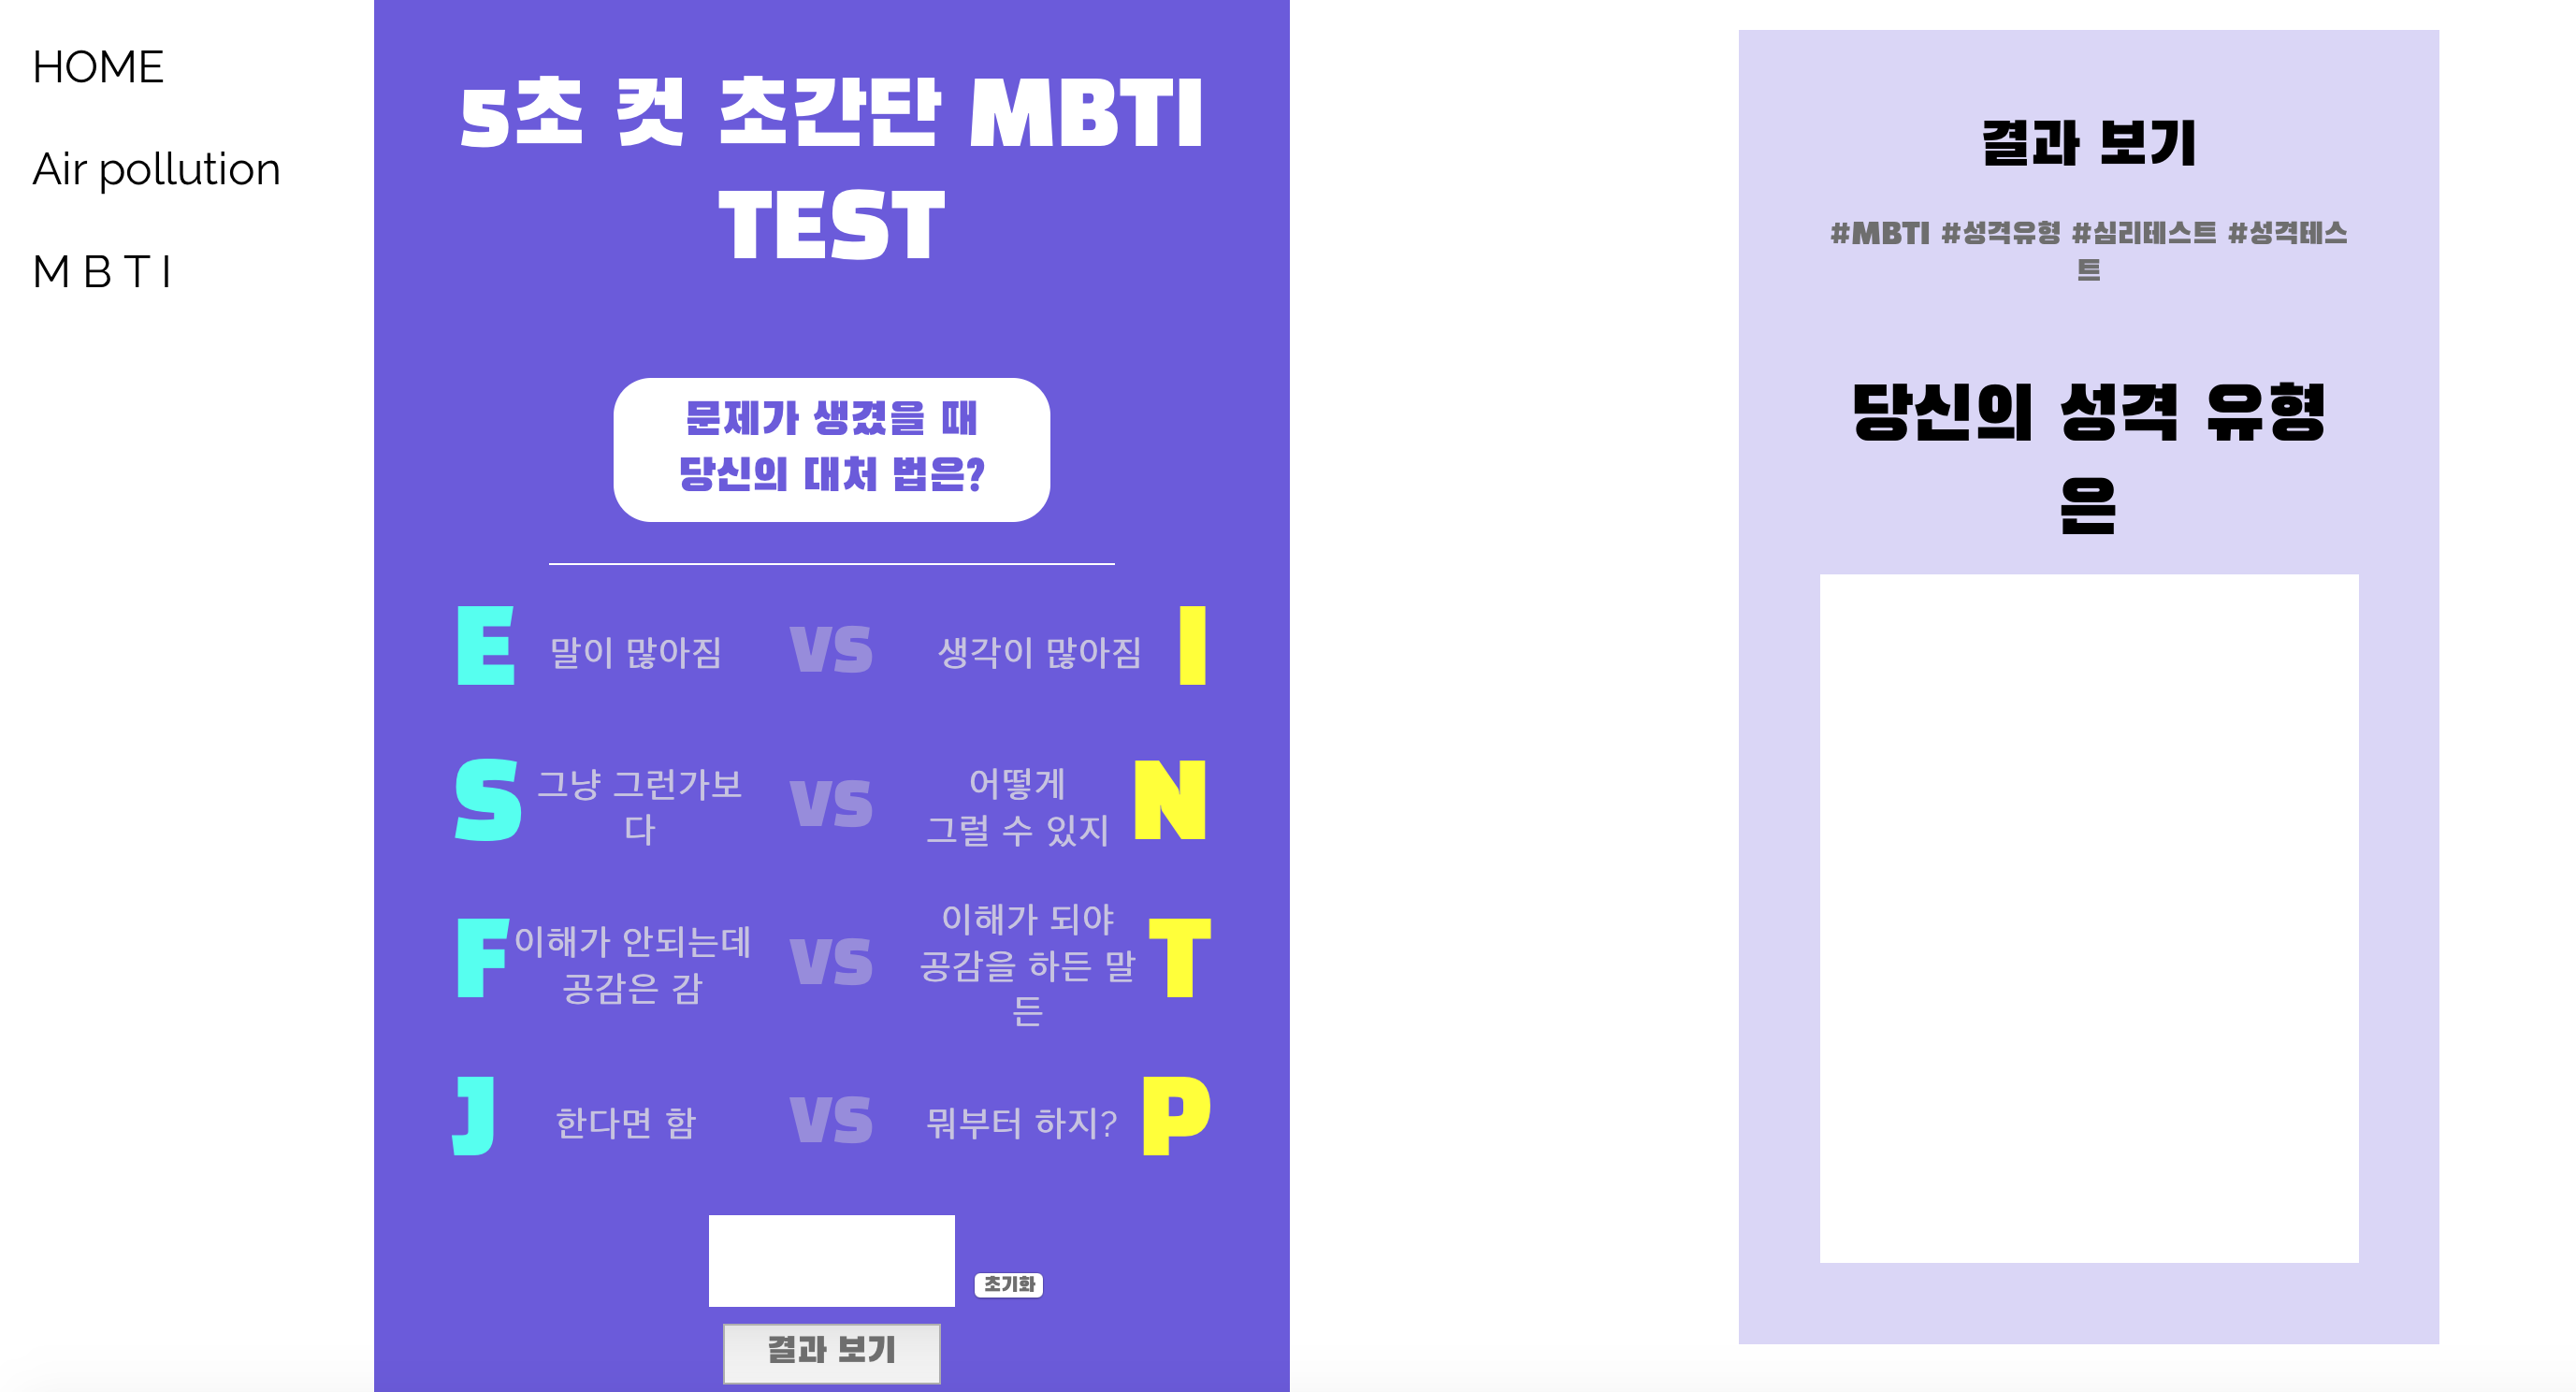 HOME
Air pollution
M B T I
5초 컷 초간단 MBTI
TEST
문제가 생겼을 때
당신의 대처 법은?
E 말이 많아짐 VS 생각이 많아짐 I
S 그냥 그런가보
다 VS 어떻게
그럴 수 있지 N
F 이해가 안되는데
공감은 감 VS 이해가 되야
공감을 하든 말
든 T
J 한다면 함 VS 뭐부터 하지? P
초기화
결과 보기
결과 보기
#MBTI #성격유형 #심리테스트 #성격테스
트
당신의 성격 유형
은